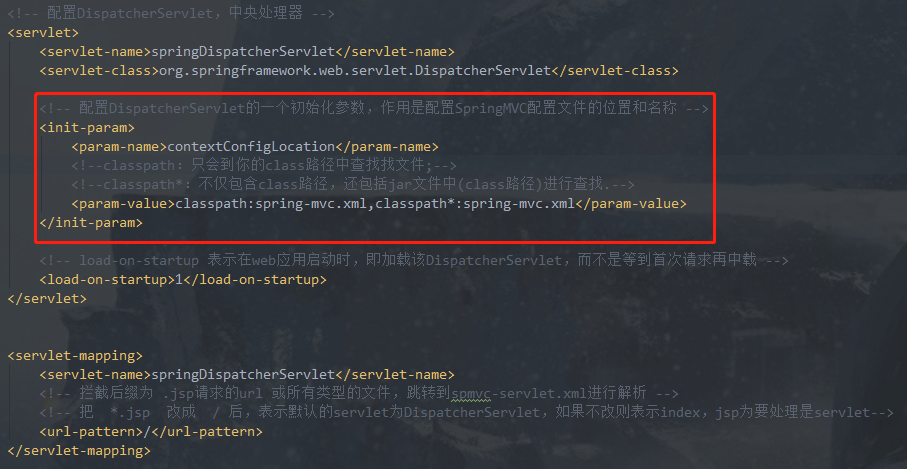 <!-- 配置DispatcherServlet，中央处理器 -->
<servlet>
<servlet-name>springDispatcherServlet</servlet-name>
<servlet-class>org.springframework.web.servlet.DispatcherServlet</servlet-class>
<!-- 配置DispatcherServlet的一个初始化参数，作用是配置SpringMVC配置文件的位置和名称 -->
<init-param>
<param-name>contextConfigLocation</param-name>
<!--classpath：只会到你的class路径中查找找文件;-->
<!--classpath*：不仅包含class路径，还包括jar文件中(class路径)进行查找.-->
<param-value>classpath:spring-mvc.xml,classpath*:spring-mvc.xml</param-value>
</init-param>
<!-- load-on-startup 表示在web应用启动时，即加载该DispatcherServlet，而不是等到首次请求再中载 -->
<load-on-startup>1</load-on-startup>
</servlet>
<servlet-mapping>
<servlet-name>springDispatcherServlet</servlet-name>
<!-- 拦截后缀为 .jsp请求的url 或所有类型的文件，跳转到spmvc-servlet.xml进行解析 -->
<!-- 把  *.jsp  改成  / 后，表示默认的servlet为DispatcherServlet，如果不改则表示index，jsp为要处理是servlet-->
<url-pattern>/</url-pattern>
</servlet-mapping>